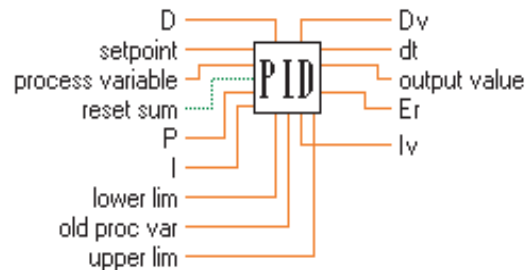 D
setpoint
process variable
reset sum
P
I
lower lim
old proc var
upper lim
PID
Dv
dt
output value
Er
Iv